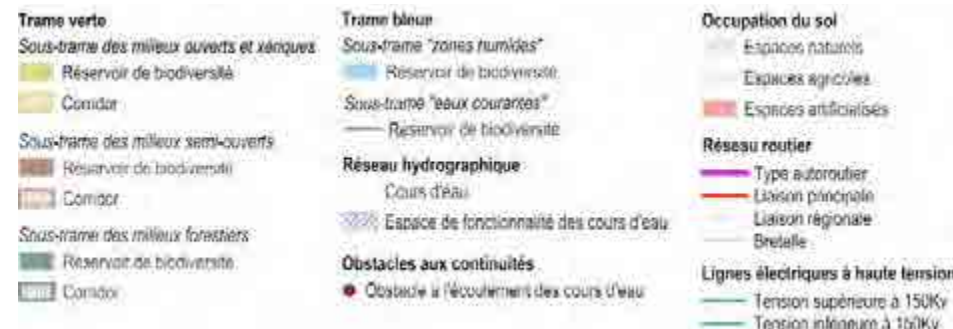 Trame verte
Sous-trame des milieux ouverts et xériques
Réservoir de biodiversité
Corridor
Sous-trame des milieux semi-ouverts
Réservoir de biodiversité
Corridor
Sous-trame des milieux forestiers
Réservoir de biodiversité
Corridor
Trame bleue
Sous-trame "zones humides"
Réservoir de biodiversité
Sous-trame "eaux courantes"
Réservoir de biodiversité
Réseau hydrographique
Cours d'eau
Espace de fonctionnalité des cours d'eau
Obstacles aux continuités
Obstacle à l'écoulement des cours d'eau
Occupation du sol
Espaces naturels
Espaces agricoles
Espaces artificialisés
Réseau routier
Type autoroutier
Liaison principale
Liaison régionale
Bretelle
Lignes électriques à haute tension
Tension supérieure à 150Kv
Tension inférieure à 150Kv